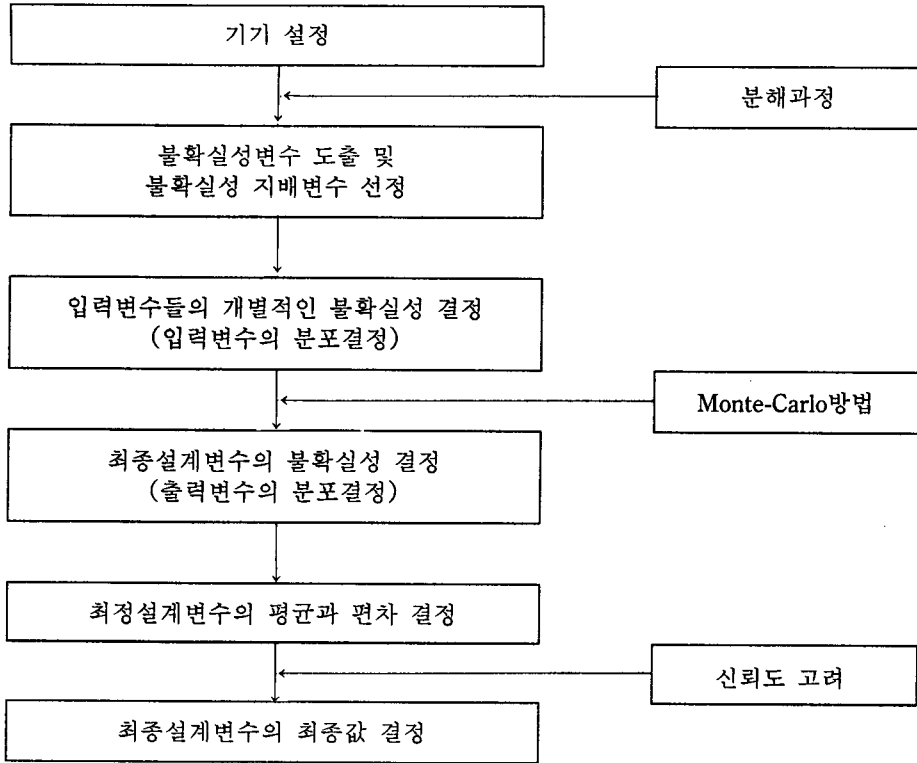 기기 설정
분해과정
불확실성변수 도출 및
불확실성 지배변수 선정
입력변수들의 개별적인 불확실성 결정
(입력변수의 분포결정)
Monte-Carlo방법
최종설계변수의 불확실성 결정
(출력변수의 분포결정)
최정설계변수의 평균과 편차 결정
신뢰도 고려
최종설계변수의 최종값 결정